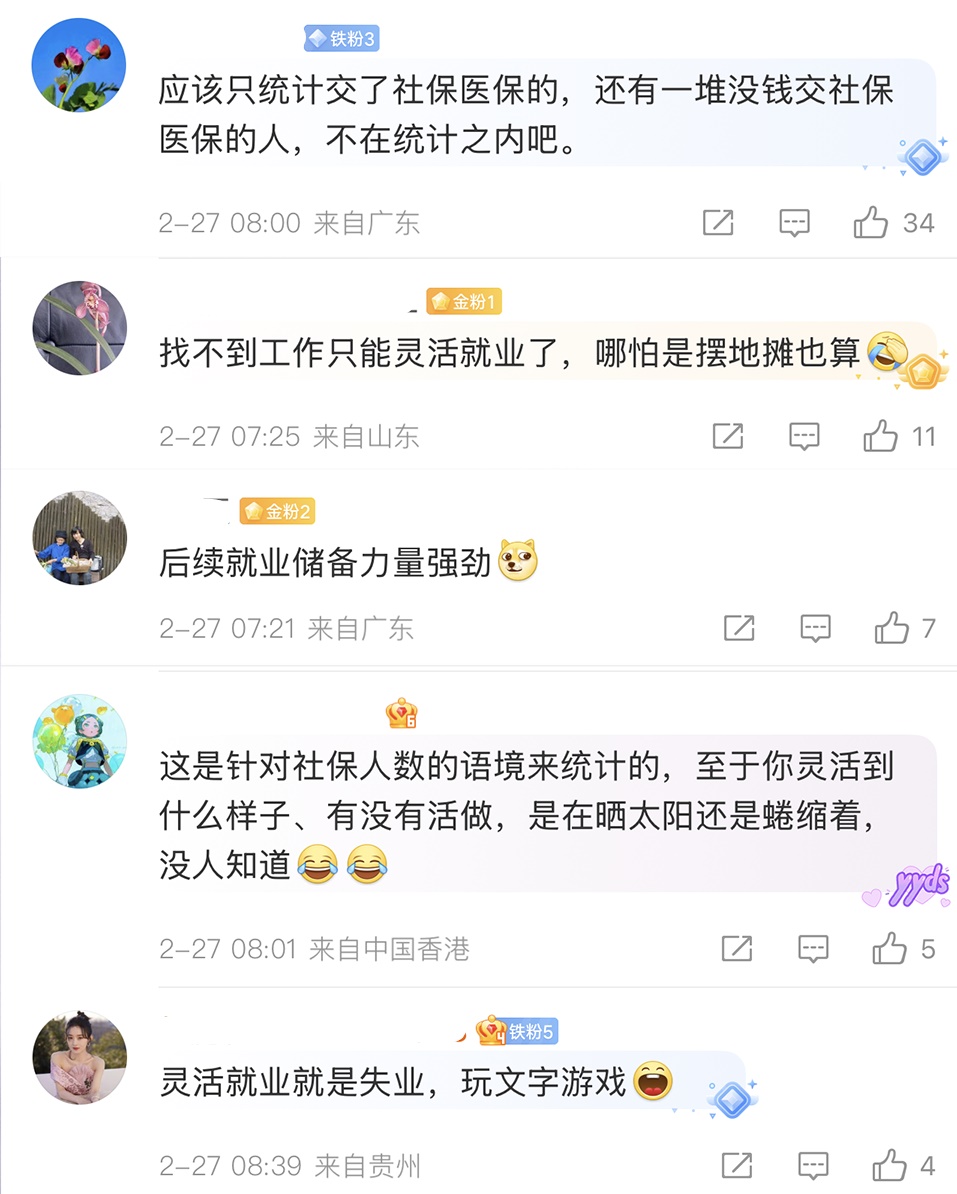 铁粉3
应该只统计交了社保医保的，还有一堆没钱交社保
医保的人，不在统计之内吧。
2-27 08:00 来自广东
34
金粉1
找不到工作只能灵活就业了，哪怕是摆地摊也算
2-27 07:25 来自山东
11
金粉2
后续就业储备力量强劲
2-27 07:21 来自广东
7
6
这是针对社保人数的语境来统计的，至于你灵活到
什么样子、有没有活做，是在晒太阳还是蜷缩着，
没人知道
yyds
2-27 08:01 来自中国香港
5
4 铁粉5
灵活就业就是失业，玩文字游戏
2-27 08:39 来自贵州
4